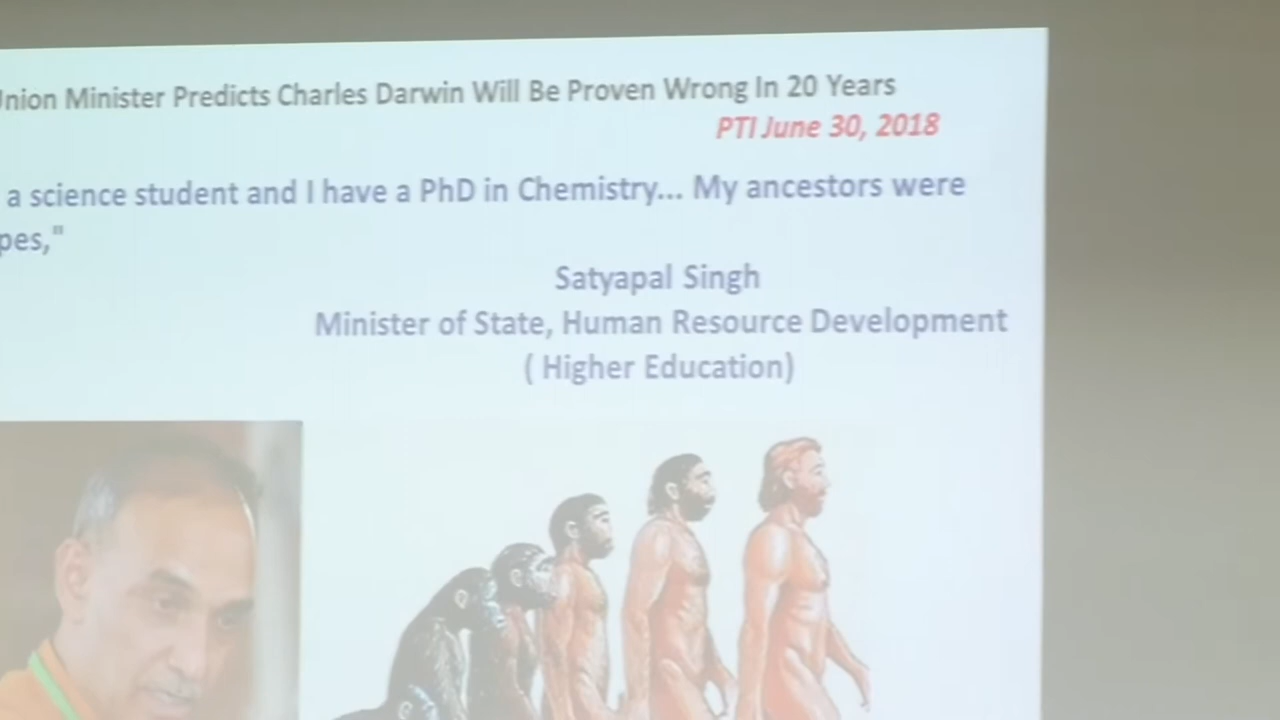 Union Minister Predicts Charles Darwin Will Be Proven Wrong In 20 Years
PTI June 30, 2018
a science student and I have a PhD in Chemistry... My ancestors were
pes,"
Satyapal Singh
Minister of State, Human Resource Development
( Higher Education)